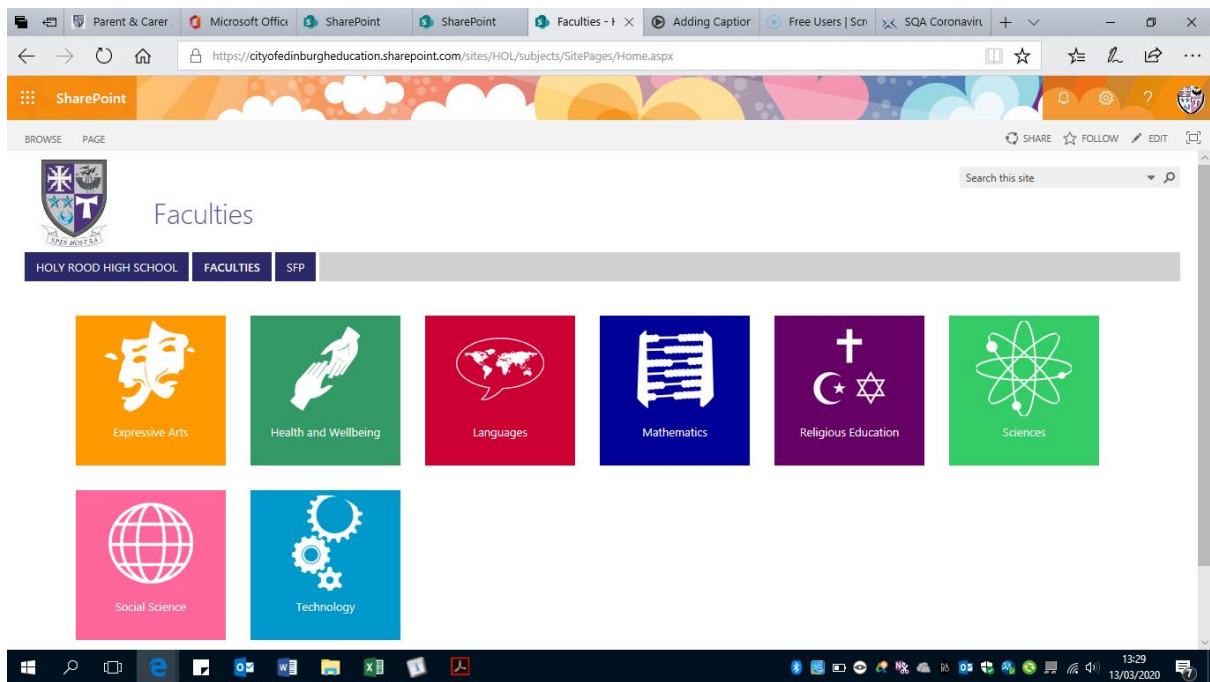 Parent & Carer
Microsoft Office
SharePoint
SharePoint
Faculties - H
Adding Caption
Free Users | Scr
SQA Coronaviru
https://cityofedinburgheducation.sharepoint.com/sites/HOL/subjects/SitePages/Home.aspx
SharePoint
?
BROWSE PAGE
SHARE FOLLOW EDIT
Search this site
Faculties
SPES NOSTRA
HOLY ROOD HIGH SCHOOL FACULTIES SFP
Expressive Arts
Health and Wellbeing
Languages
Mathematics
Religious Education
Sciences
Social Science
Technology
13:29
13/03/2020